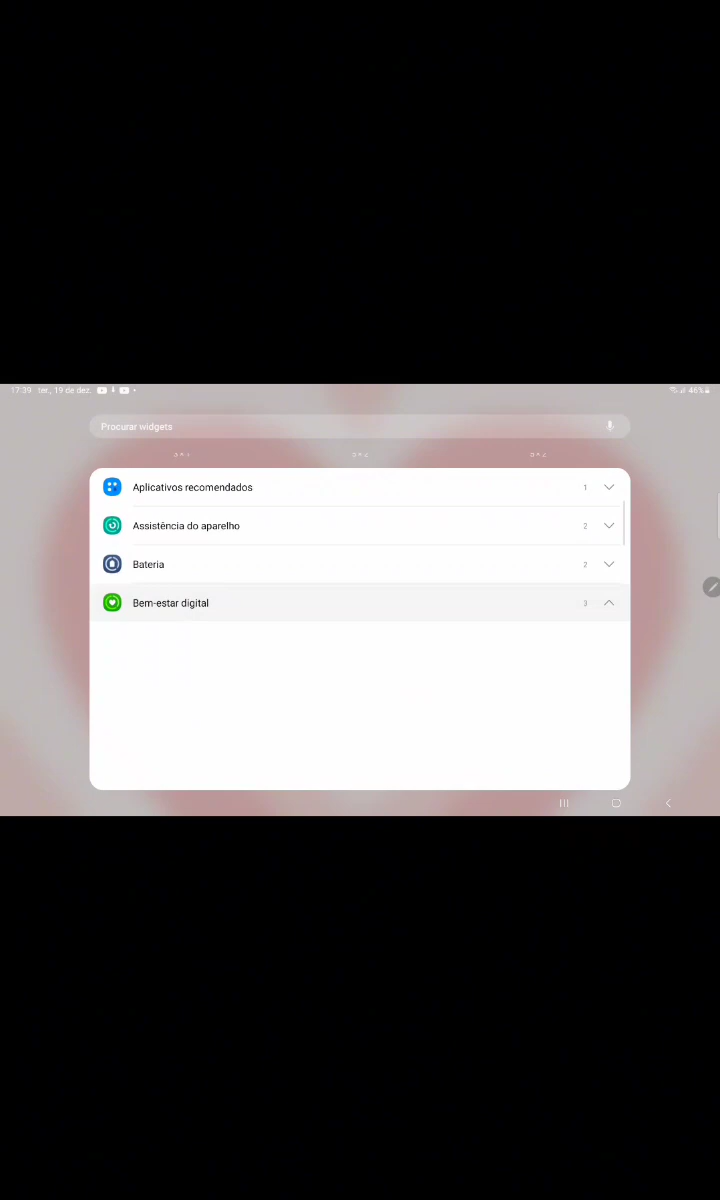 17:39 ter., 19 de dez.
46%
Procurar widgets
Aplicativos recomendados 1
Assistência do aparelho 2
Bateria 2
Bem-estar digital 3